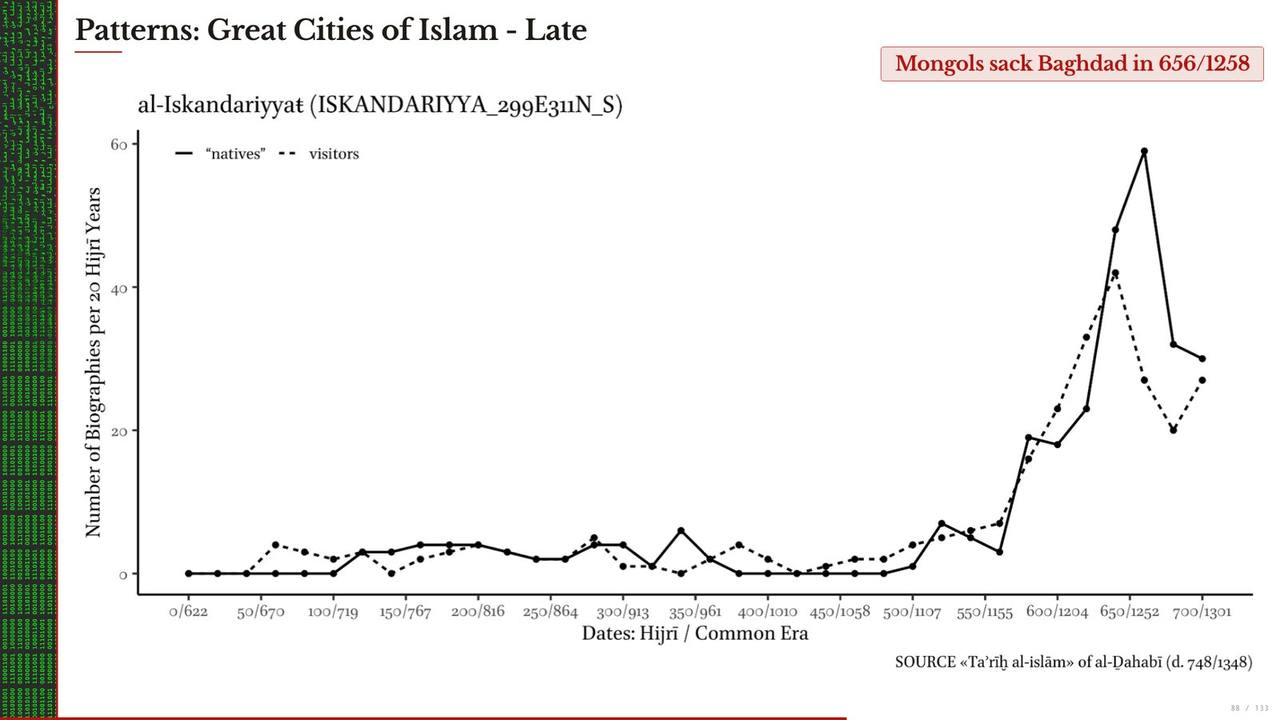 Patterns: Great Cities of Islam - Late
Mongols sack Baghdad in 656/1258
al-Iskandariyyaŧ (ISKANDARIYYA_299E311N_S)
60
“natives” visitors
Number of Biographies per 20 Hijrī Years
40
20
0
0/622 50/670 100/719 150/767 200/816 250/864 300/913 350/961 400/1010 450/1058 500/1107 550/1155 600/1204 650/1252 700/1301
Dates: Hijrī / Common Era
SOURCE «Taʾrīḫ al-islām» of al-Ḏahabī (d. 748/1348)
88 / 133